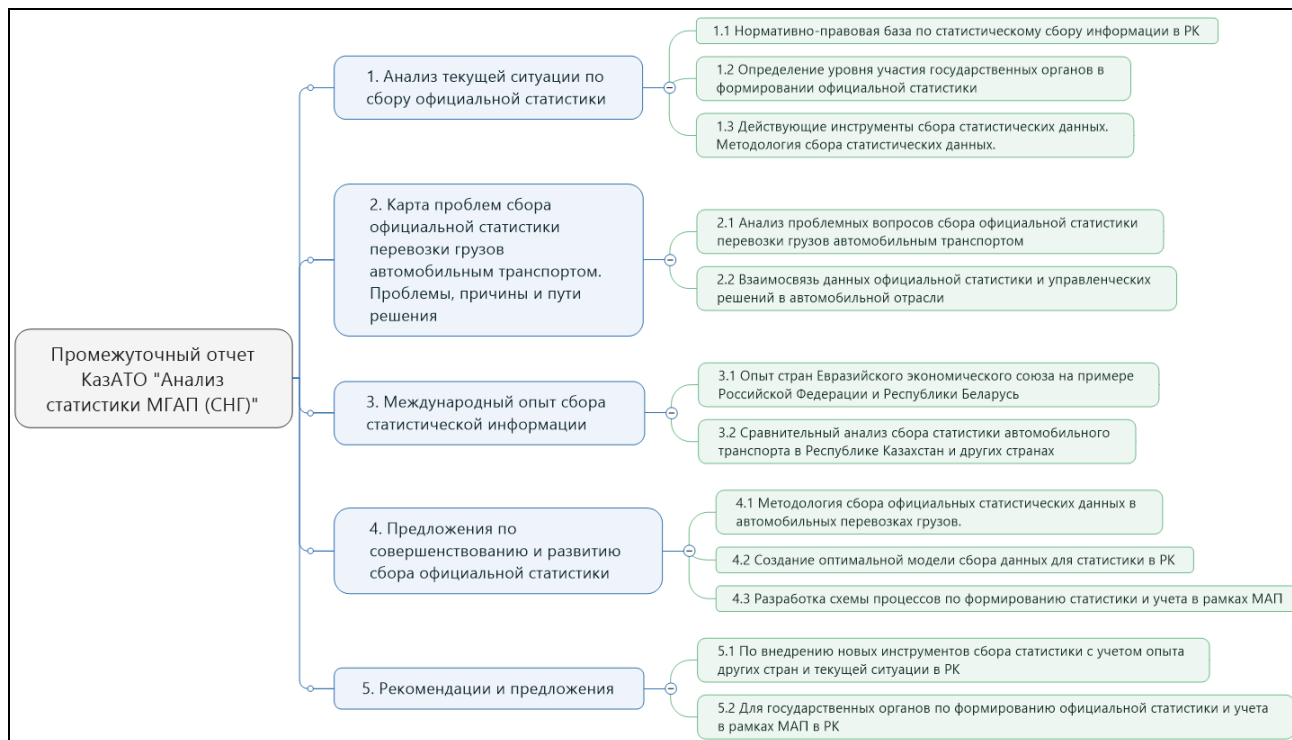 Промежуточный отчет
КазАТО "Анализ
статистики МГАП (СНГ)"
1. Анализ текущей ситуации по
сбору официальной статистики
1.1 Нормативно-правовая база по статистическому сбору информации в РК
1.2 Определение уровня участия государственных органов в
формировании официальной статистики
1.3 Действующие инструменты сбора статистических данных.
Методология сбора статистических данных.
2. Карта проблем сбора
официальной статистики
перевозки грузов
автомобильным транспортом.
Проблемы, причины и пути
решения
2.1 Анализ проблемных вопросов сбора официальной статистики
перевозки грузов автомобильным транспортом
2.2 Взаимосвязь данных официальной статистики и управленческих
решений в автомобильной отрасли
3. Международный опыт сбора
статистической информации
3.1 Опыт стран Евразийского экономического союза на примере
Российской Федерации и Республики Беларусь
3.2 Сравнительный анализ сбора статистики автомобильного
транспорта в Республике Казахстан и других странах
4. Предложения по
совершенствованию и развитию
сбора официальной статистики
4.1 Методология сбора официальных статистических данных в
автомобильных перевозках грузов.
4.2 Создание оптимальной модели сбора данных для статистики в РК
4.3 Разработка схемы процессов по формированию статистики и учета в рамках МАП
5. Рекомендации и предложения
5.1 По внедрению новых инструментов сбора статистики с учетом опыта
других стран и текущей ситуации в РК
5.2 Для государственных органов по формированию официальной статистики и учета
в рамках МАП в РК